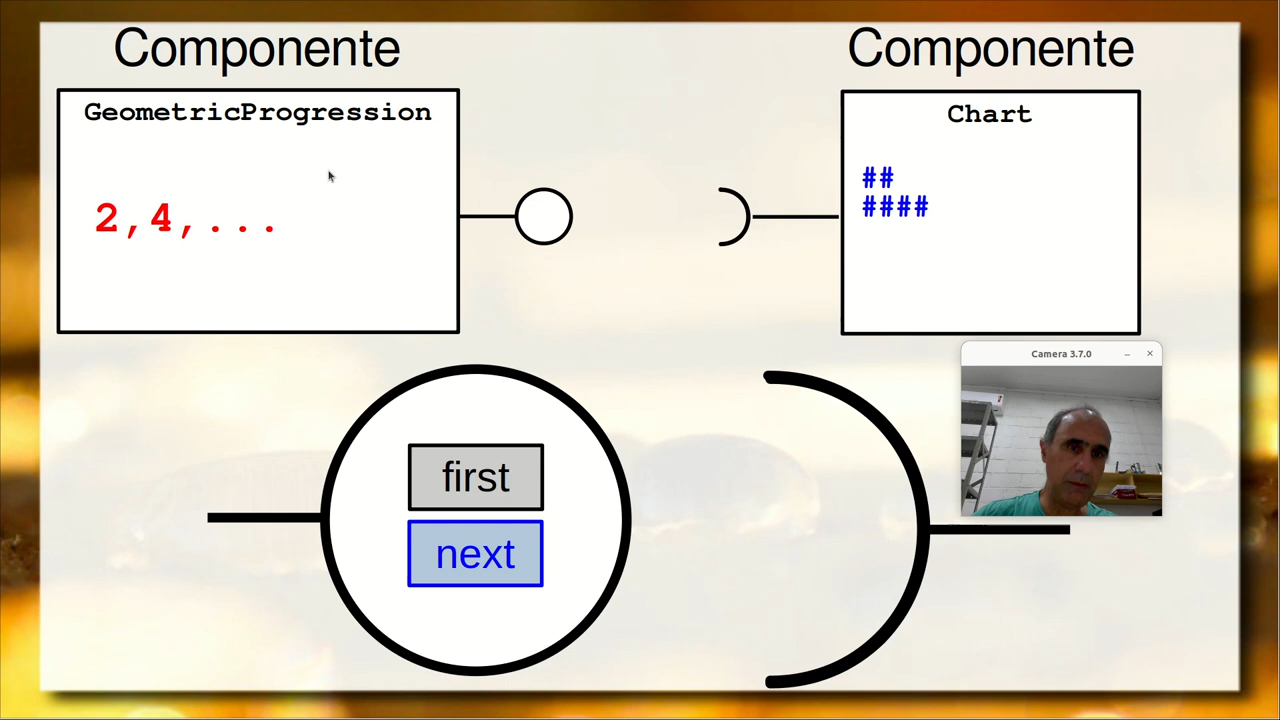 Componente
GeometricProgression
2,4,...
Componente
Chart
##
####
first
next
Camera 3.7.0